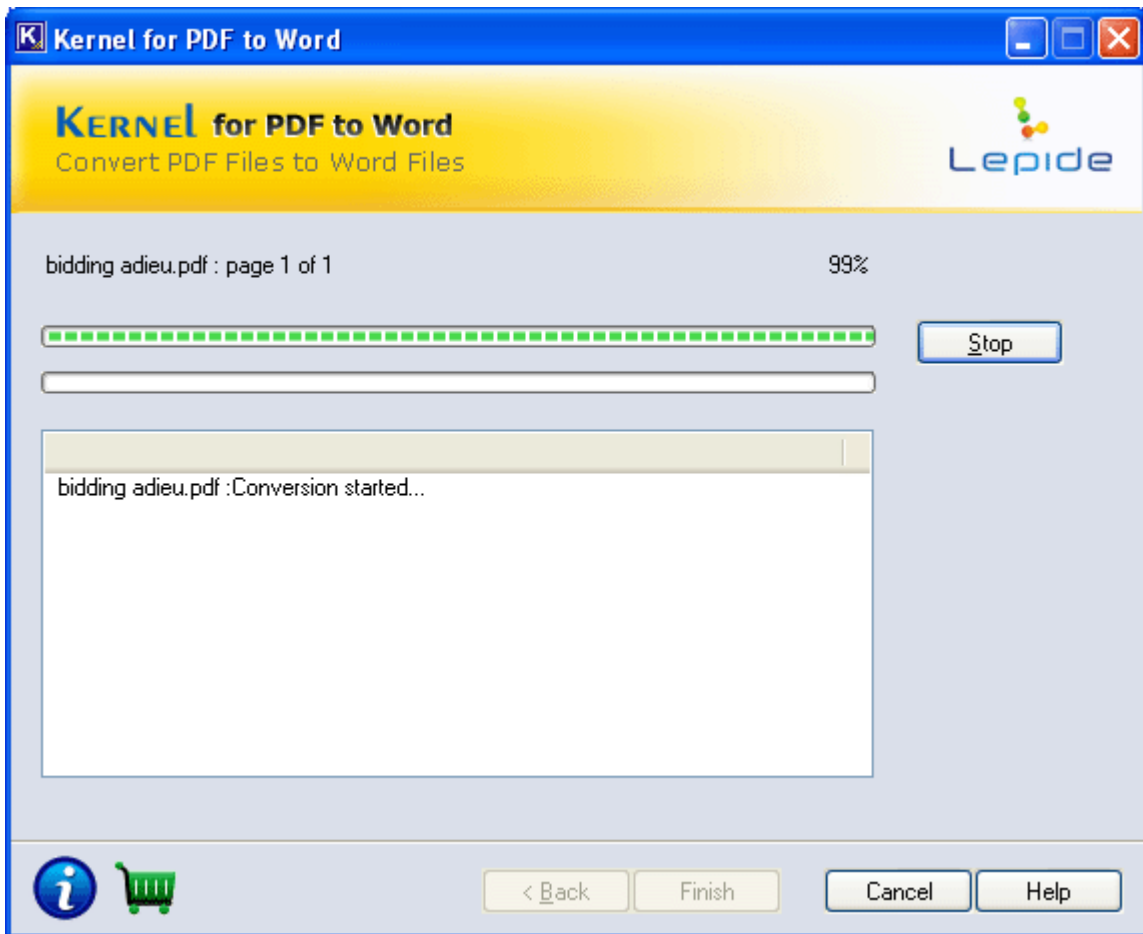 Kernel for PDF to Word
KERNEl for PDF to Word
Convert PDF Files to Word Files
Lepide
bidding adieu.pdf : page 1 of 1 99%
Stop
bidding adieu.pdf :Conversion started...
< Back Finish Cancel Help